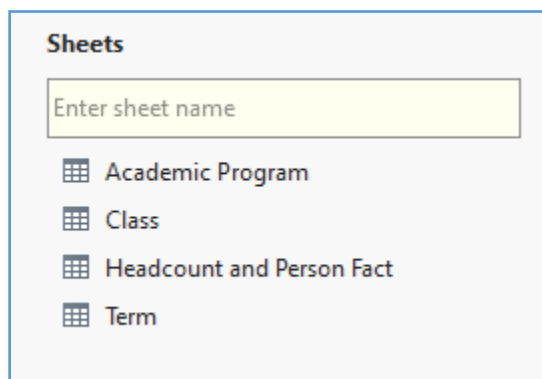 Sheets
Enter sheet name
Academic Program
Class
Headcount and Person Fact
Term